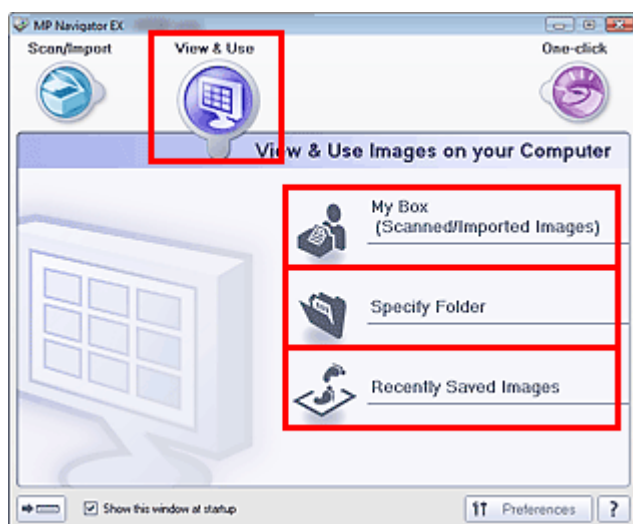 MP Navigator EX
Scan/Import
View & Use
One-click
View & Use Images on your Computer
My Box
(Scanned/Imported Images)
Specify Folder
Recently Saved Images
Show this window at startup
Preferences
?